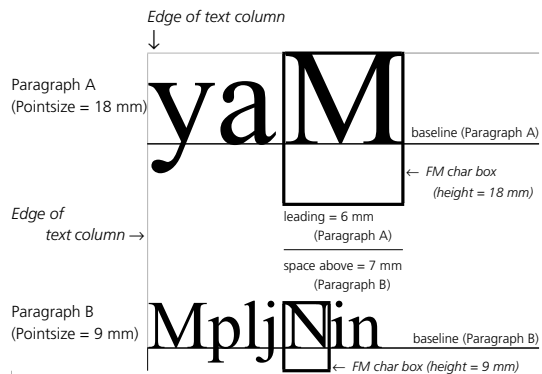 Edge of text column
↓
Paragraph A
(Pointsize = 18 mm)
yaM
baseline (Paragraph A)
← FM char box
(height = 18 mm)
Edge of
text column →
leading = 6 mm
(Paragraph A)
space above = 7 mm
(Paragraph B)
Paragraph B
(Pointsize = 9 mm)
MpljNin
baseline (Paragraph B)
← FM char box (height = 9 mm)